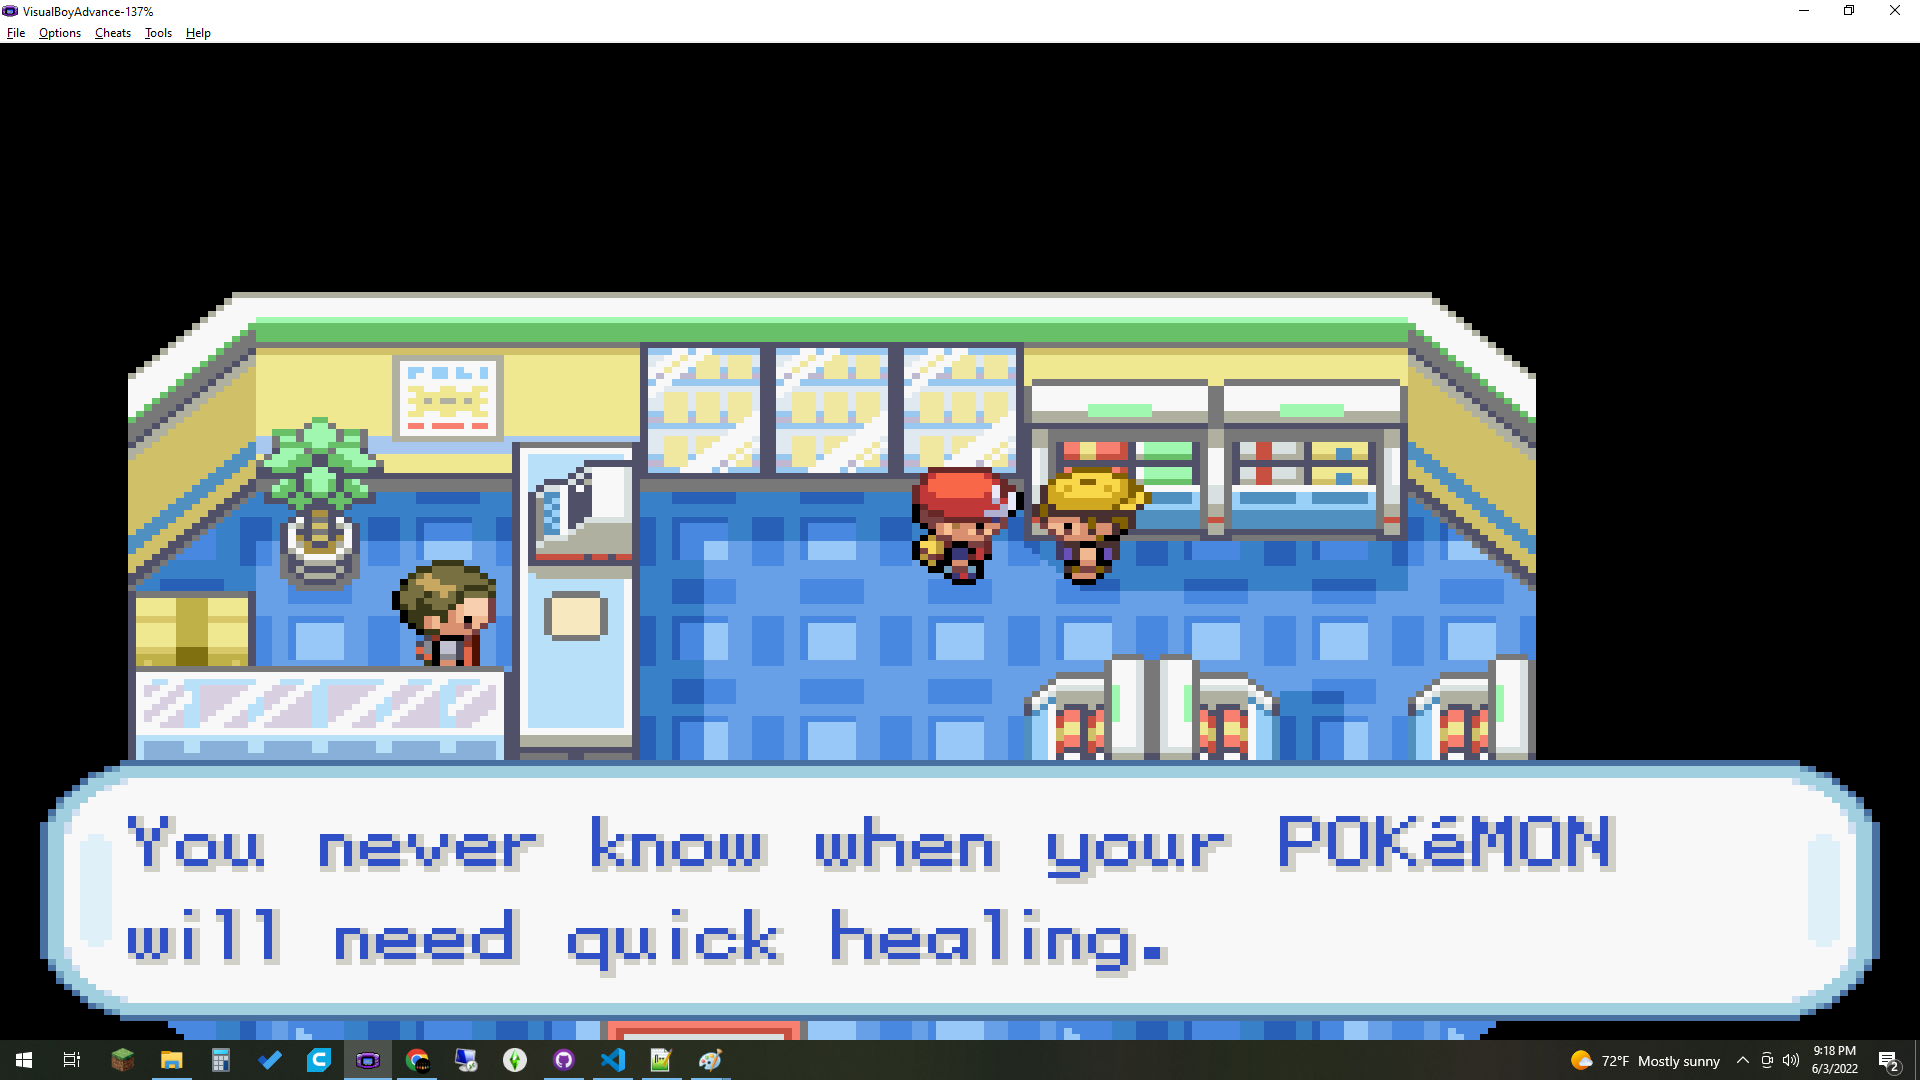 VisualBoyAdvance-137%
File Options Cheats Tools Help
You never know when your POKéMON
will need quick healing.
72°F Mostly sunny
9:18 PM
6/3/2022
2